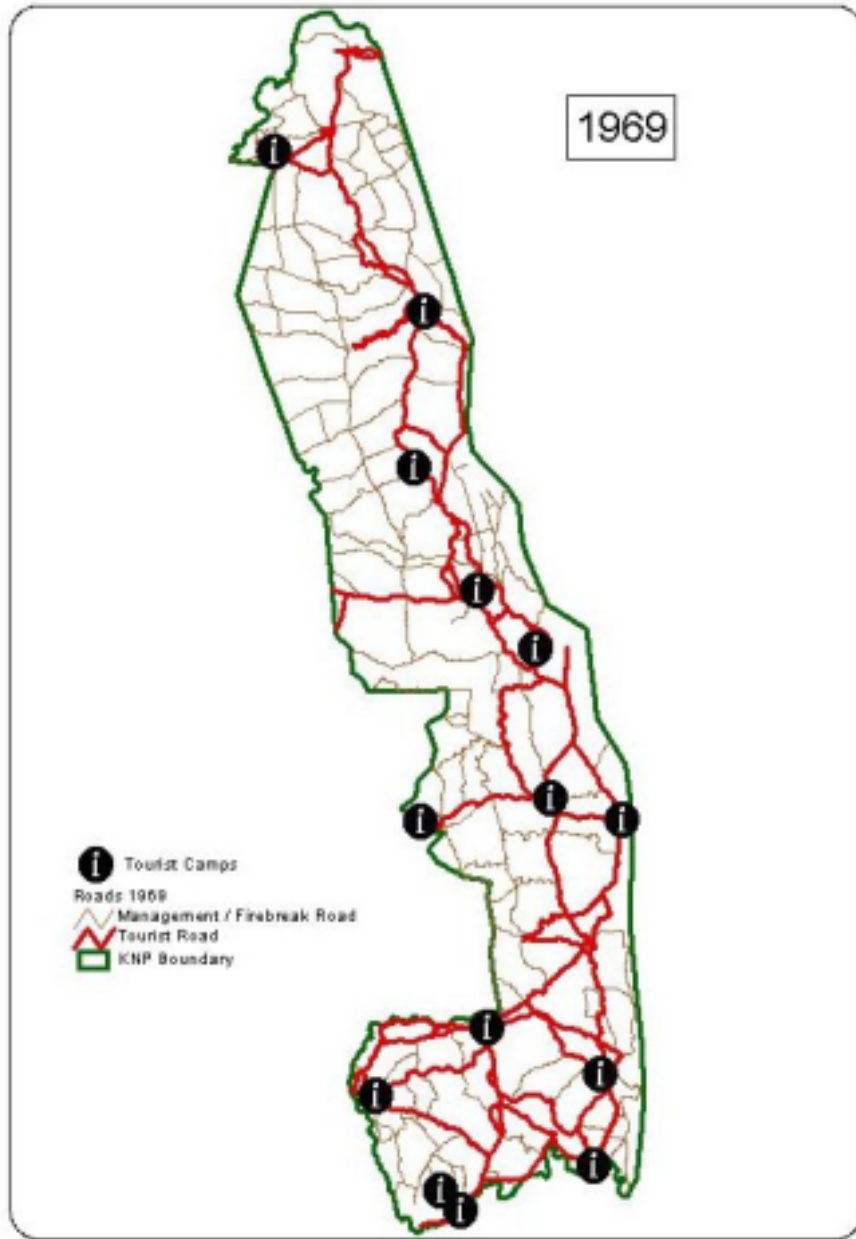 1969
Tourist Camps
Roads 1969
Management / Firebreak Road
Tourist Road
KNP Boundary